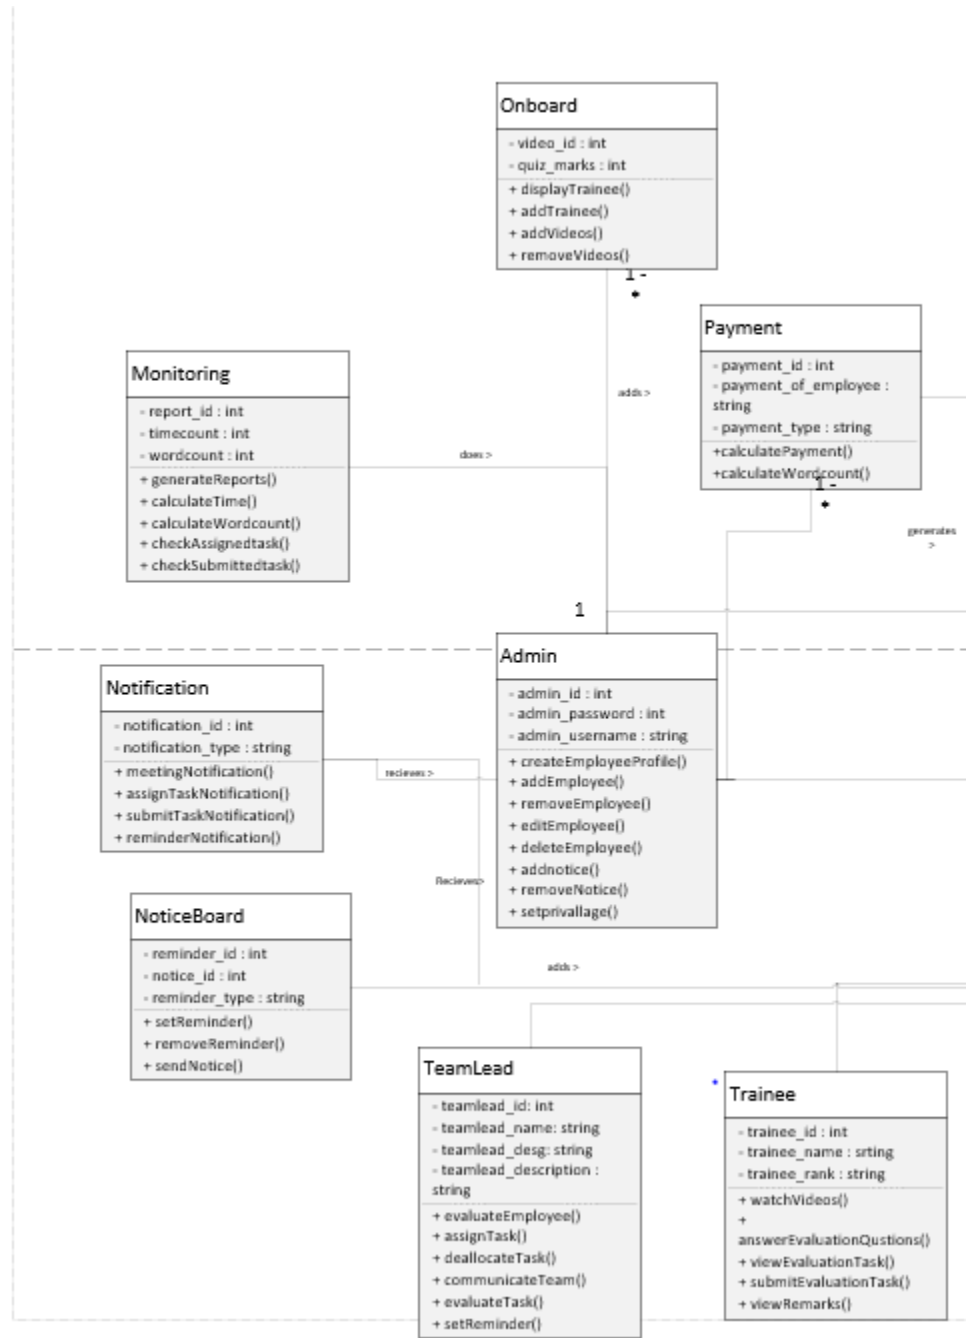 Onboard
- video_id : int
- quiz_marks : int
+ displayTrainee()
+ addTrainee()
+ addVideos()
+ removeVideos()
1 -
*
adds >
Payment
- payment_id : int
- payment_of_employee :
string
- payment_type : string
+calculatePayment()
+calculateWordcount()
1 -
*
generates
>
Monitoring
- report_id : int
- timecount : int
- wordcount : int
+ generateReports()
+ calculateTime()
+ calculateWordcount()
+ checkAssignedtask()
+ checkSubmittedtask()
does >
1
Admin
- admin_id : int
- admin_password : int
- admin_username : string
+ createEmployeeProfile()
+ addEmployee()
+ removeEmployee()
+ editEmployee()
+ deleteEmployee()
+ addnotice()
+ removeNotice()
+ setprivallage()
Notification
- notification_id : int
- notification_type : string
+ meetingNotification()
+ assignTaskNotification()
+ submitTaskNotification()
+ reminderNotification()
recieves >
Recieves>
NoticeBoard
- reminder_id : int
- notice_id : int
- reminder_type : string
+ setReminder()
+ removeReminder()
+ sendNotice()
adds >
TeamLead
- teamlead_id: int
- teamlead_name: string
- teamlead_desg: string
- teamlead_description :
string
+ evaluateEmployee()
+ assignTask()
+ deallocateTask()
+ communicateTeam()
+ evaluateTask()
+ setReminder()
*
Trainee
- trainee_id : int
- trainee_name : srting
- trainee_rank : string
+ watchVideos()
+
answerEvaluationQustions()
+ viewEvaluationTask()
+ submitEvaluationTask()
+ viewRemarks()